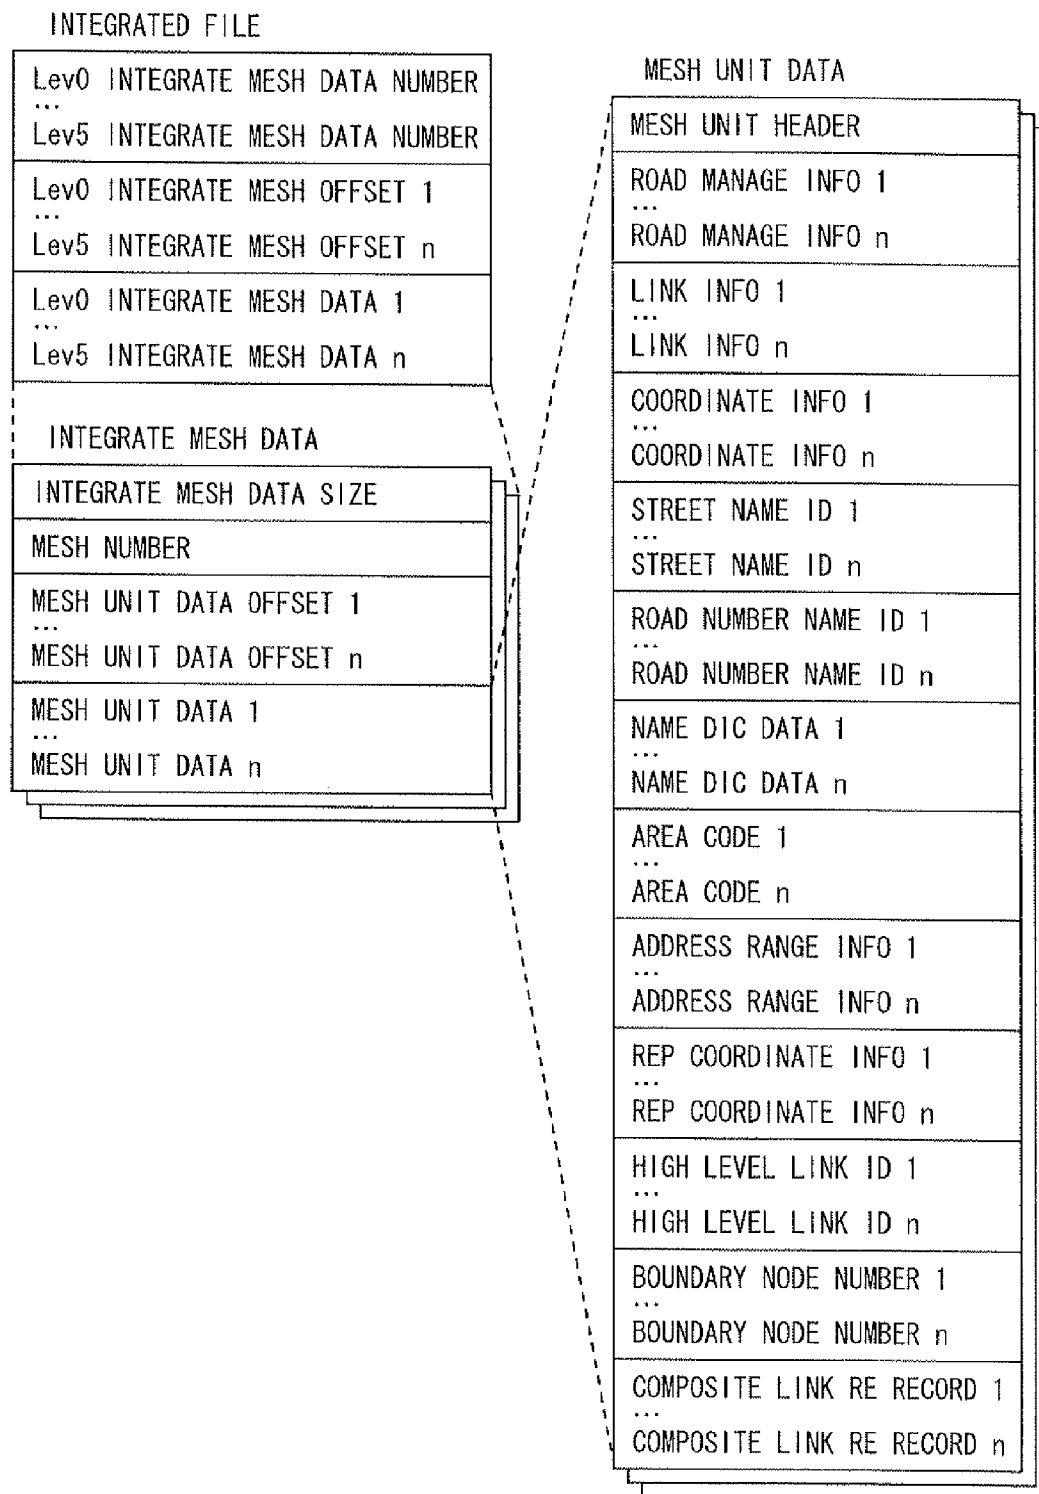 INTEGRATED FILE
Lev0 INTEGRATE MESH DATA NUMBER
...
Lev5 INTEGRATE MESH DATA NUMBER
Lev0 INTEGRATE MESH OFFSET 1
...
Lev5 INTEGRATE MESH OFFSET n
Lev0 INTEGRATE MESH DATA 1
...
Lev5 INTEGRATE MESH DATA n
INTEGRATE MESH DATA
INTEGRATE MESH DATA SIZE
MESH NUMBER
MESH UNIT DATA OFFSET 1
...
MESH UNIT DATA OFFSET n
MESH UNIT DATA 1
...
MESH UNIT DATA n
MESH UNIT DATA
MESH UNIT HEADER
ROAD MANAGE INFO 1
...
ROAD MANAGE INFO n
LINK INFO 1
...
LINK INFO n
COORDINATE INFO 1
...
COORDINATE INFO n
STREET NAME ID 1
...
STREET NAME ID n
ROAD NUMBER NAME ID 1
...
ROAD NUMBER NAME ID n
NAME DIC DATA 1
...
NAME DIC DATA n
AREA CODE 1
...
AREA CODE n
ADDRESS RANGE INFO 1
...
ADDRESS RANGE INFO n
REP COORDINATE INFO 1
...
REP COORDINATE INFO n
HIGH LEVEL LINK ID 1
...
HIGH LEVEL LINK ID n
BOUNDARY NODE NUMBER 1
...
BOUNDARY NODE NUMBER n
COMPOSITE LINK RE RECORD 1
...
COMPOSITE LINK RE RECORD n